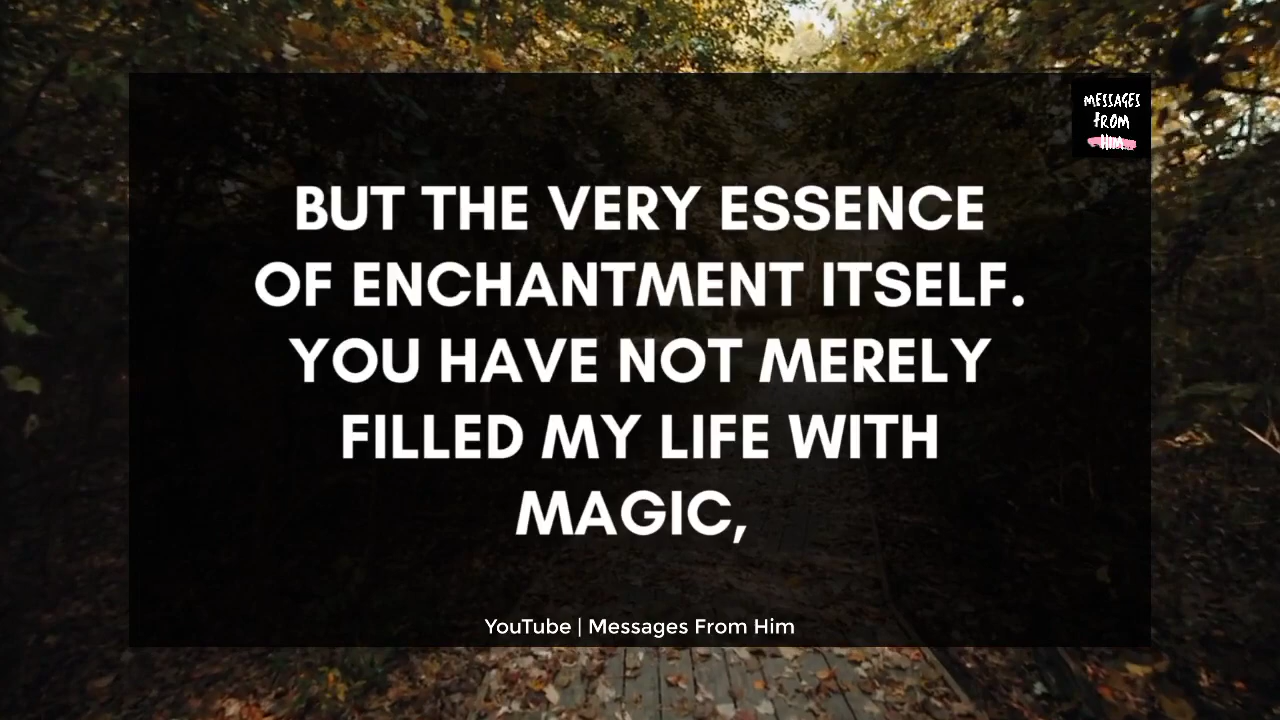 MESSAGES
FROM
HIM
BUT THE VERY ESSENCE
OF ENCHANTMENT ITSELF.
YOU HAVE NOT MERELY
FILLED MY LIFE WITH
MAGIC,
YouTube | Messages From Him